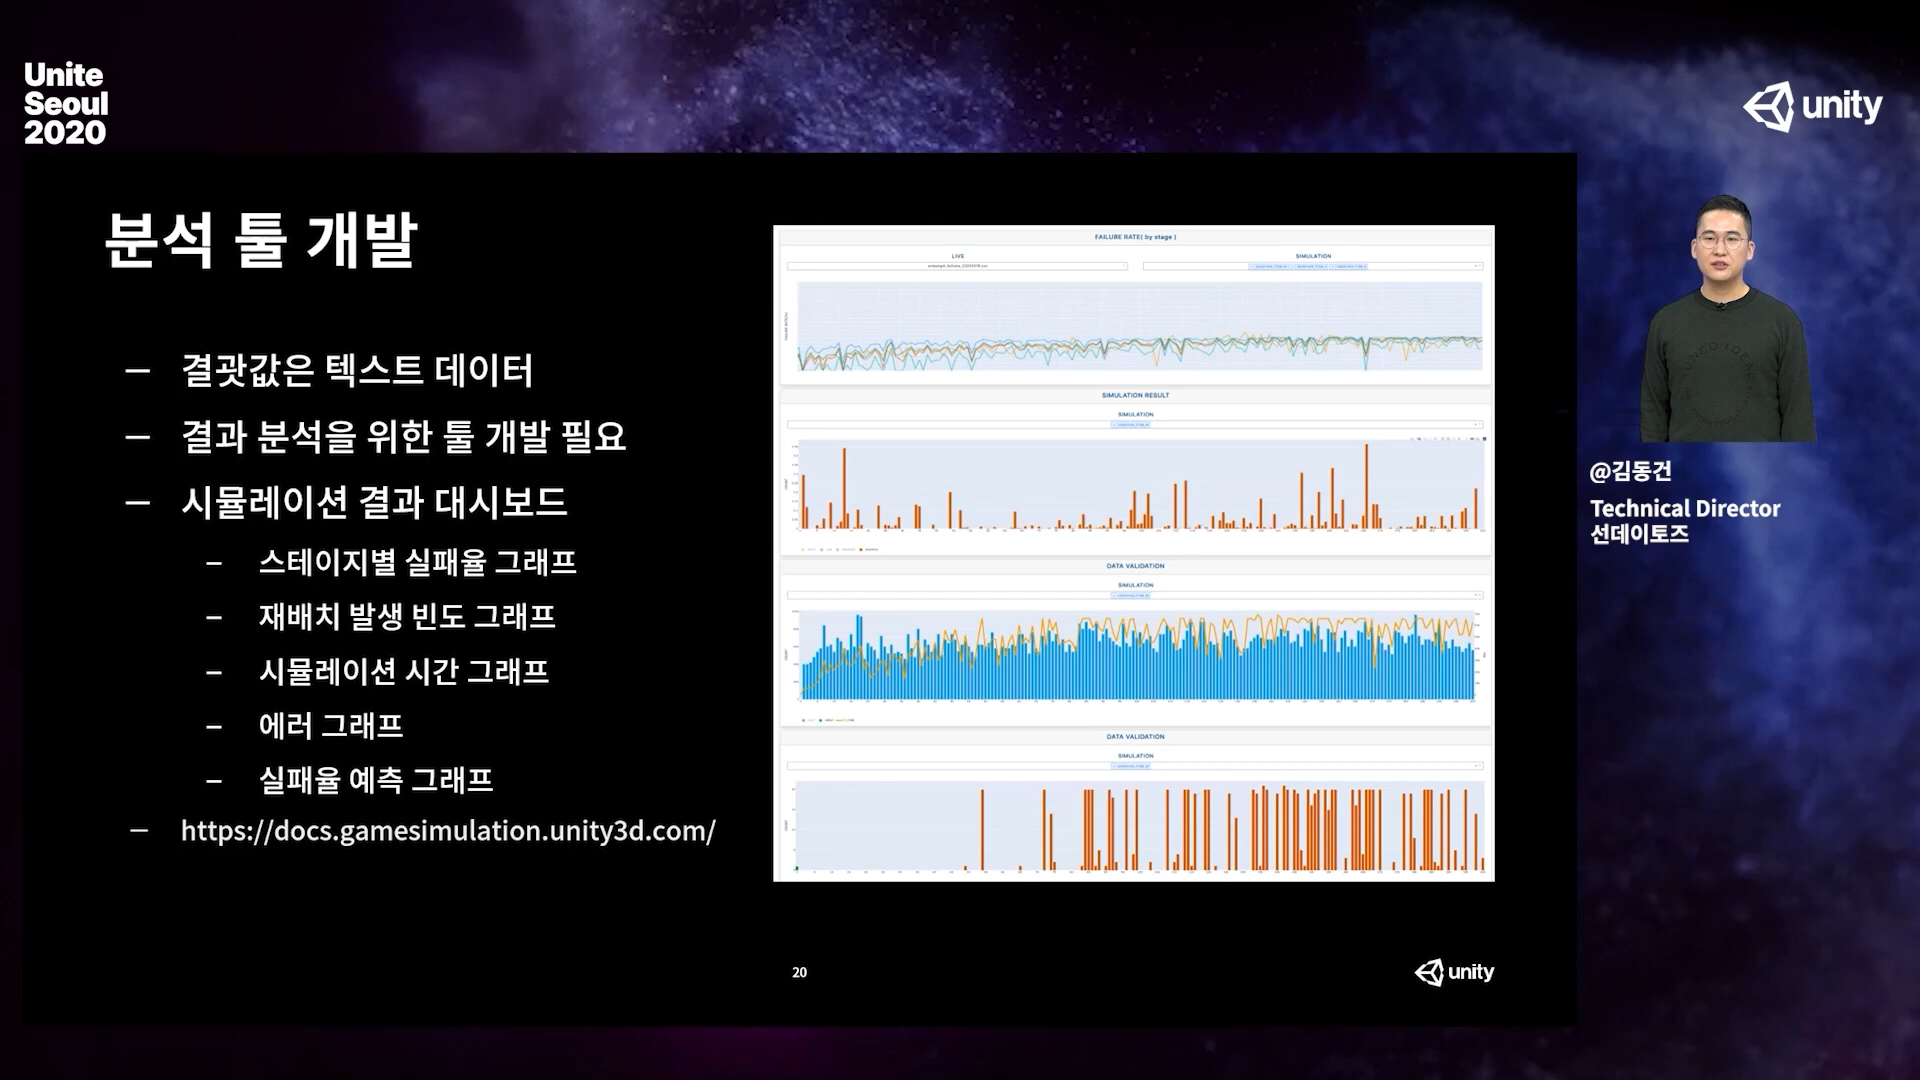 Unite
Seoul
2020
unity
분석 툴 개발
– 결괏값은 텍스트 데이터
– 결과 분석을 위한 툴 개발 필요
– 시뮬레이션 결과 대시보드
– 스테이지별 실패율 그래프
– 재배치 발생 빈도 그래프
– 시뮬레이션 시간 그래프
– 에러 그래프
– 실패율 예측 그래프
– https://docs.gamesimulation.unity3d.com/
FAILURE RATE( by stage )
LIVE
SIMULATION
SIMULATION RESULT
SIMULATION
DATA VALIDATION
SIMULATION
DATA VALIDATION
SIMULATION
@김동건
Technical Director
선데이토즈
20
unity